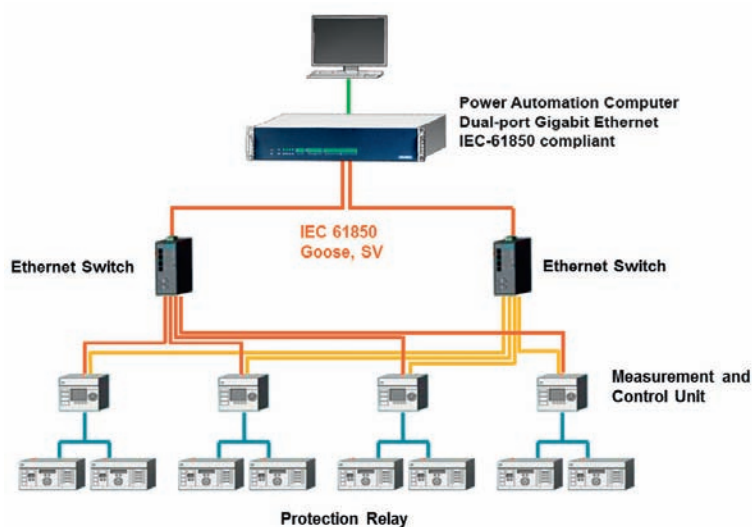 Power Automation Computer
Dual-port Gigabit Ethernet
IEC-61850 compliant
IEC 61850
Goose, SV
Ethernet Switch
Ethernet Switch
Measurement and
Control Unit
Protection Relay